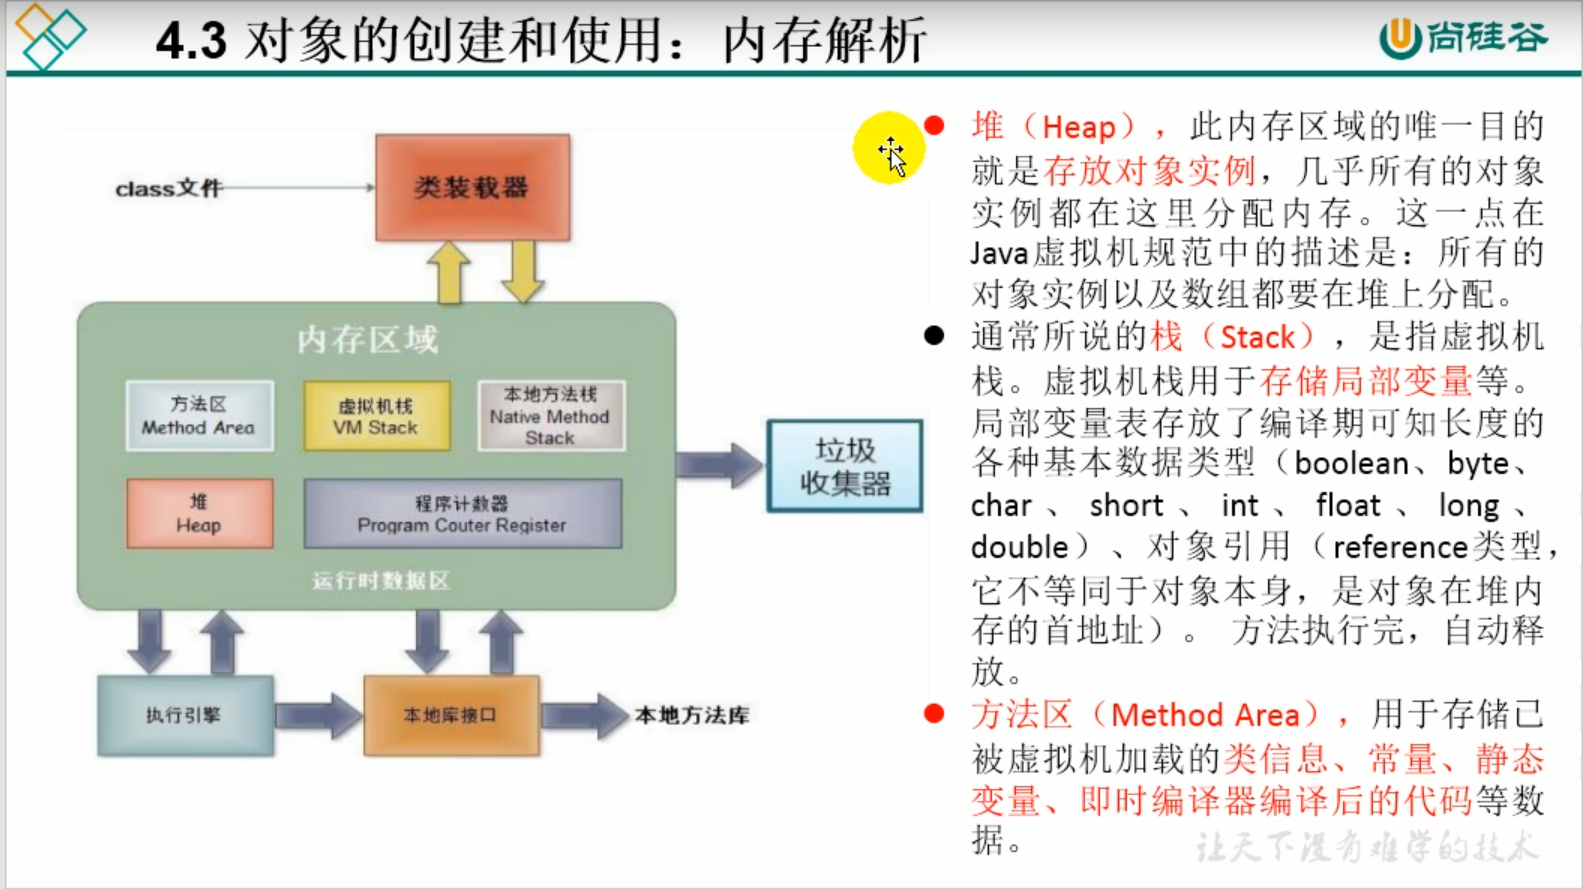 4.3 对象的创建和使用：内存解析
尚硅谷
class文件
类装载器
内存区域
方法区
Method Area
虚拟机栈
VM Stack
本地方法栈
Native Method
Stack
堆
Heap
程序计数器
Program Couter Register
运行时数据区
垃圾
收集器
执行引擎
本地库接口
本地方法库
堆（Heap），此内存区域的唯一目的
就是存放对象实例，几乎所有的对象
实例都在这里分配内存。这一点在
Java虚拟机规范中的描述是：所有的
对象实例以及数组都要在堆上分配。
通常所说的栈（Stack），是指虚拟机
栈。虚拟机栈用于存储局部变量等。
局部变量表存放了编译期可知长度的
各种基本数据类型（boolean、byte、
char、short、int、float、long、
double）、对象引用（reference类型，
它不等同于对象本身，是对象在堆内
存的首地址）。 方法执行完，自动释
放。
方法区（Method Area），用于存储已
被虚拟机加载的类信息、常量、静态
变量、即时编译器编译后的代码等数
据。
让天下没有难学的技术